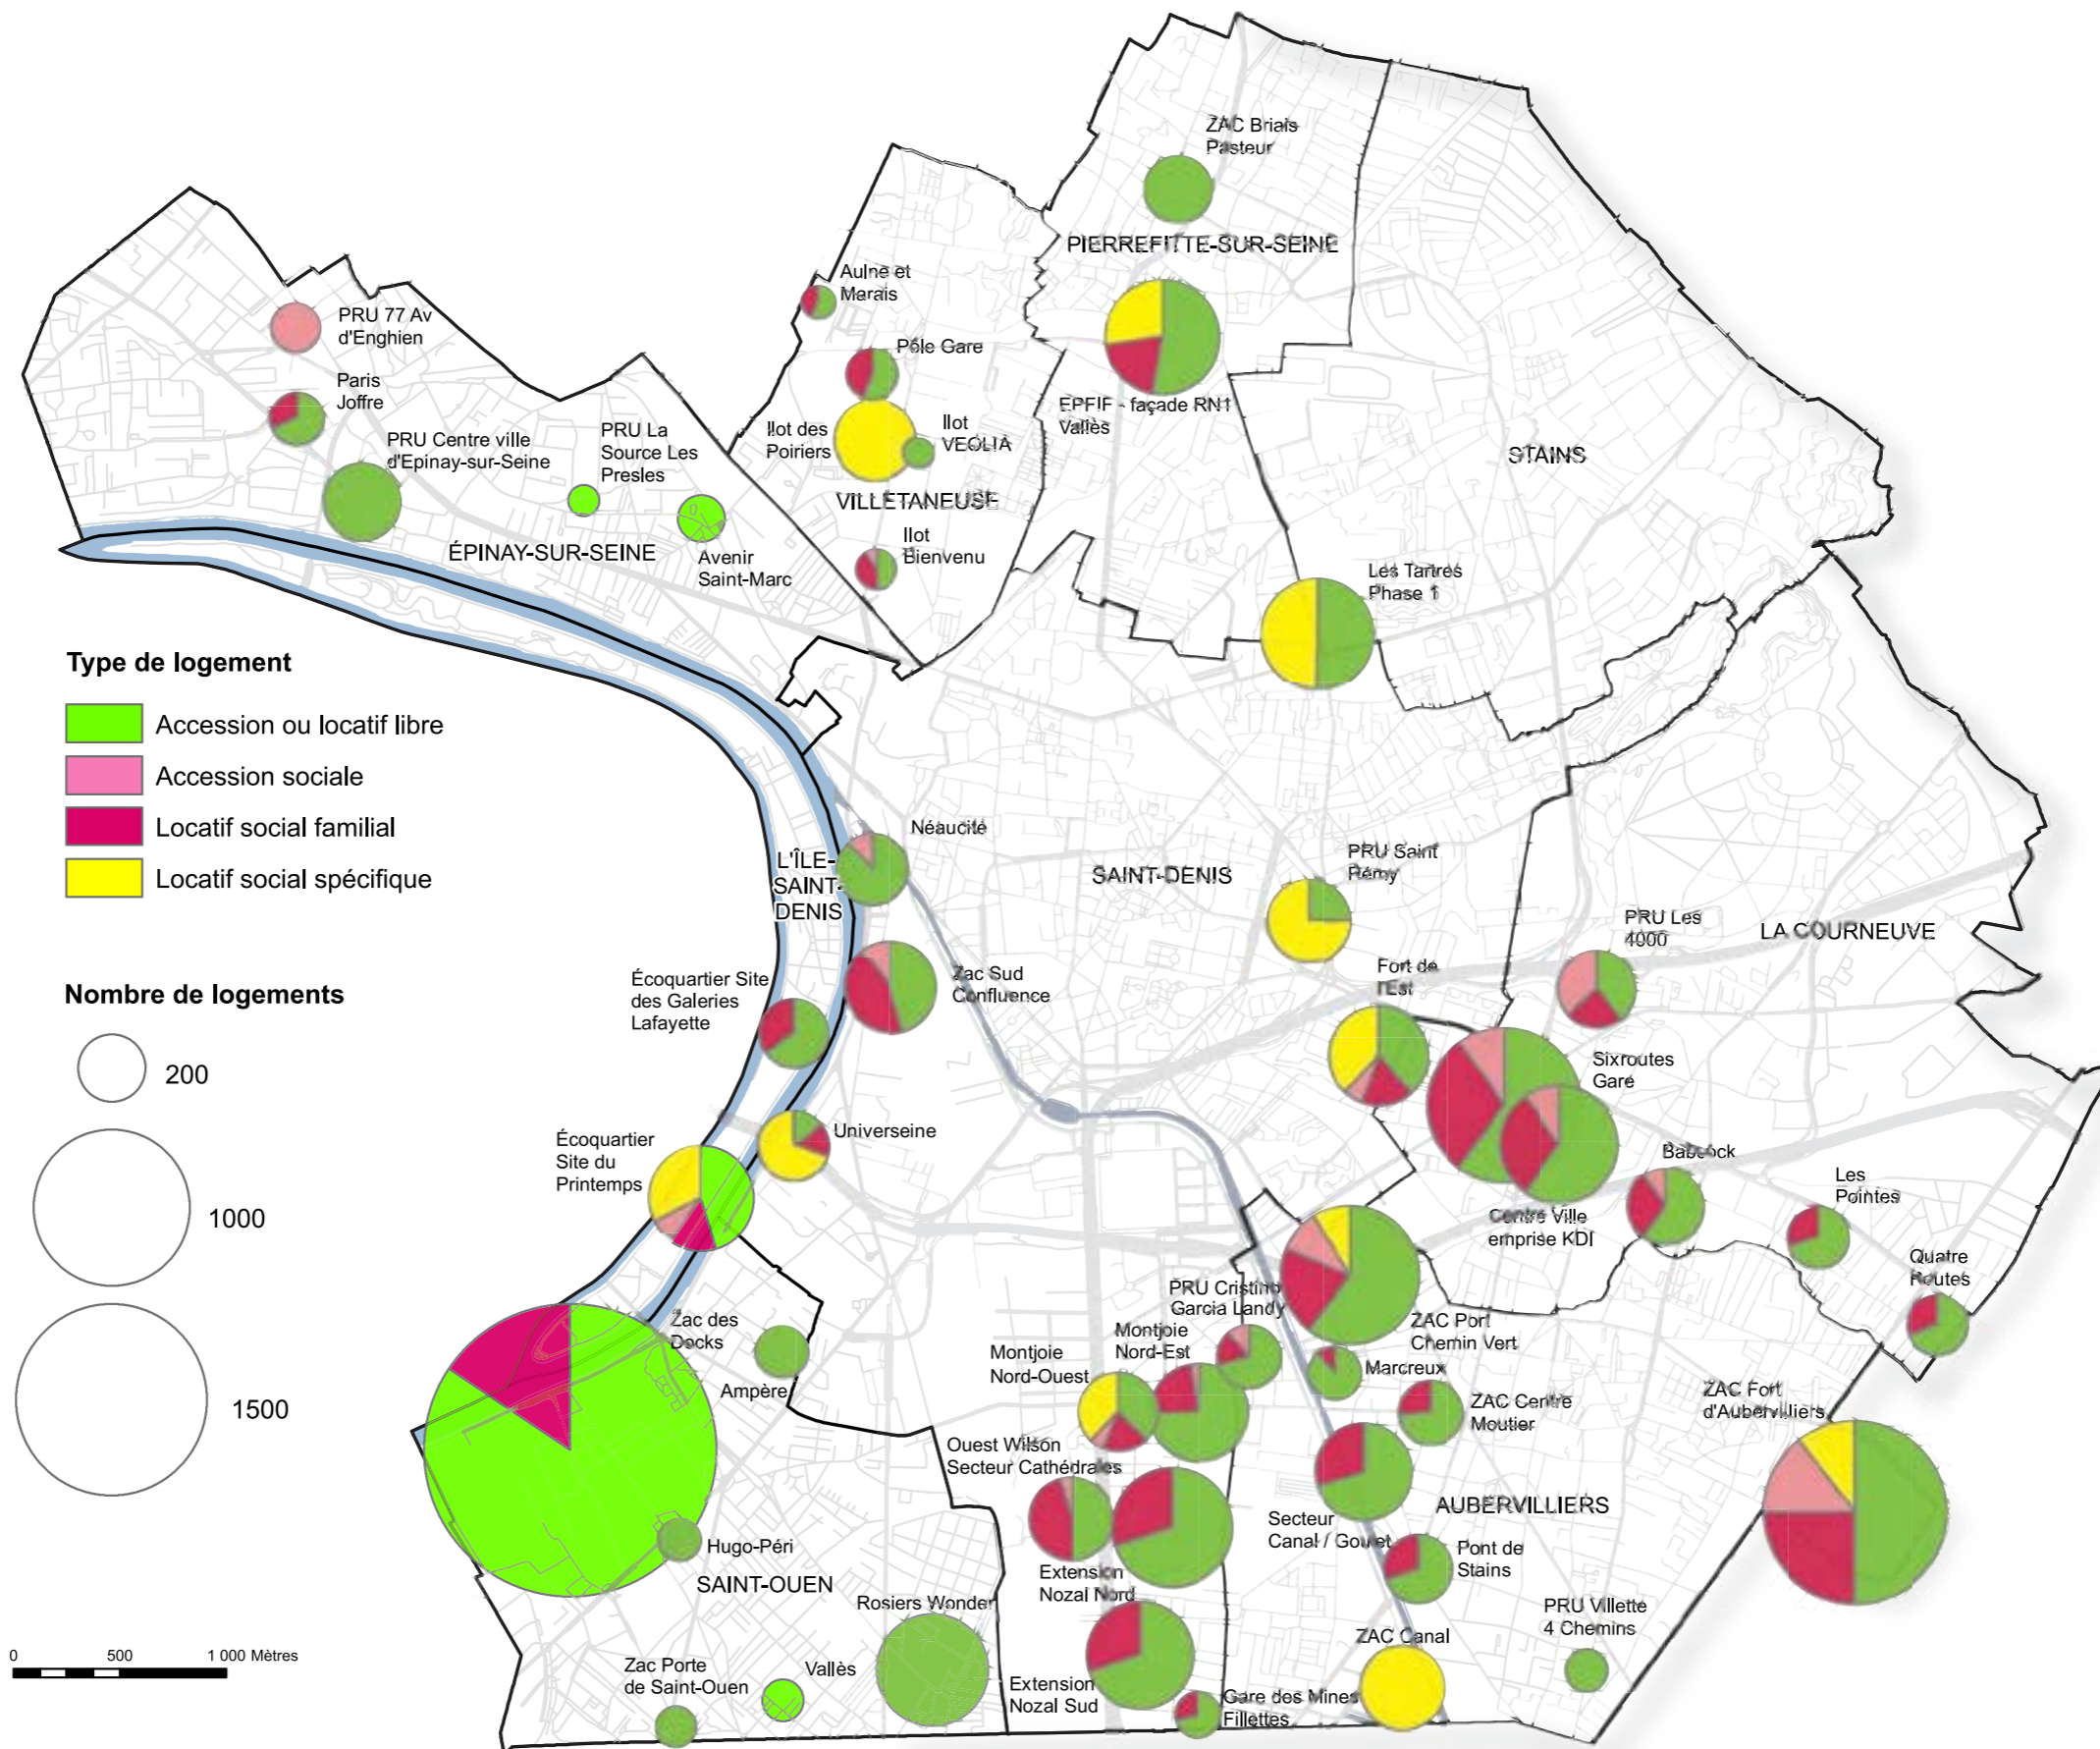 ZAC Briais
Pasteur
PIERREFITTE-SUR-SEINE
Aulne et
Marais
PRU 77 Av
d'Enghien
Pôle Gare
Paris
Joffre
EPFIF - façade RN1
Vallès
PRU Centre ville
d'Epinay-sur-Seine
PRU La
Source Les
Presles
Ilot des
Poiriers
Ilot
VEOLIA
STAINS
VILLETANEUSE
ÉPINAY-SUR-SEINE
Avenir
Saint-Marc
Ilot
Bienvenu
Les Tartres
Phase 1
Type de logement
Accession ou locatif libre
Accession sociale
Locatif social familial
Locatif social spécifique
Néaucité
L'ÎLE-
SAINT-
DENIS
SAINT-DENIS
PRU Saint
Rémy
PRU Les
4000
LA COURNEUVE
Nombre de logements
200
1000
1500
Écoquartier Site
des Galeries
Lafayette
Zac Sud
Confluence
Fort de
l'Est
Sixroutes
Gare
Écoquartier
Site du
Printemps
Universeine
Babcock
Les
Pointes
Centre Ville
emprise KDI
Quatre
Routes
Zac des
Docks
Ampère
PRU Cristino
Garcia Landy
Montjoie
Nord-Est
Montjoie
Nord-Ouest
ZAC Port
Chemin Vert
Marcreux
ZAC Centre
Moutier
ZAC Fort
d'Aubervilliers
Ouest Wilson
Secteur Cathédrales
Secteur
Canal / Goulet
AUBERVILLIERS
Hugo-Péri
SAINT-OUEN
Extension
Nozal Nord
Pont de
Stains
Rosiers Wonder
PRU Villette
4 Chemins
ZAC Canal
Zac Porte
de Saint-Ouen
Vallès
Extension
Nozal Sud
Gare des Mines
Fillettes
0 500 1 000 Mètres